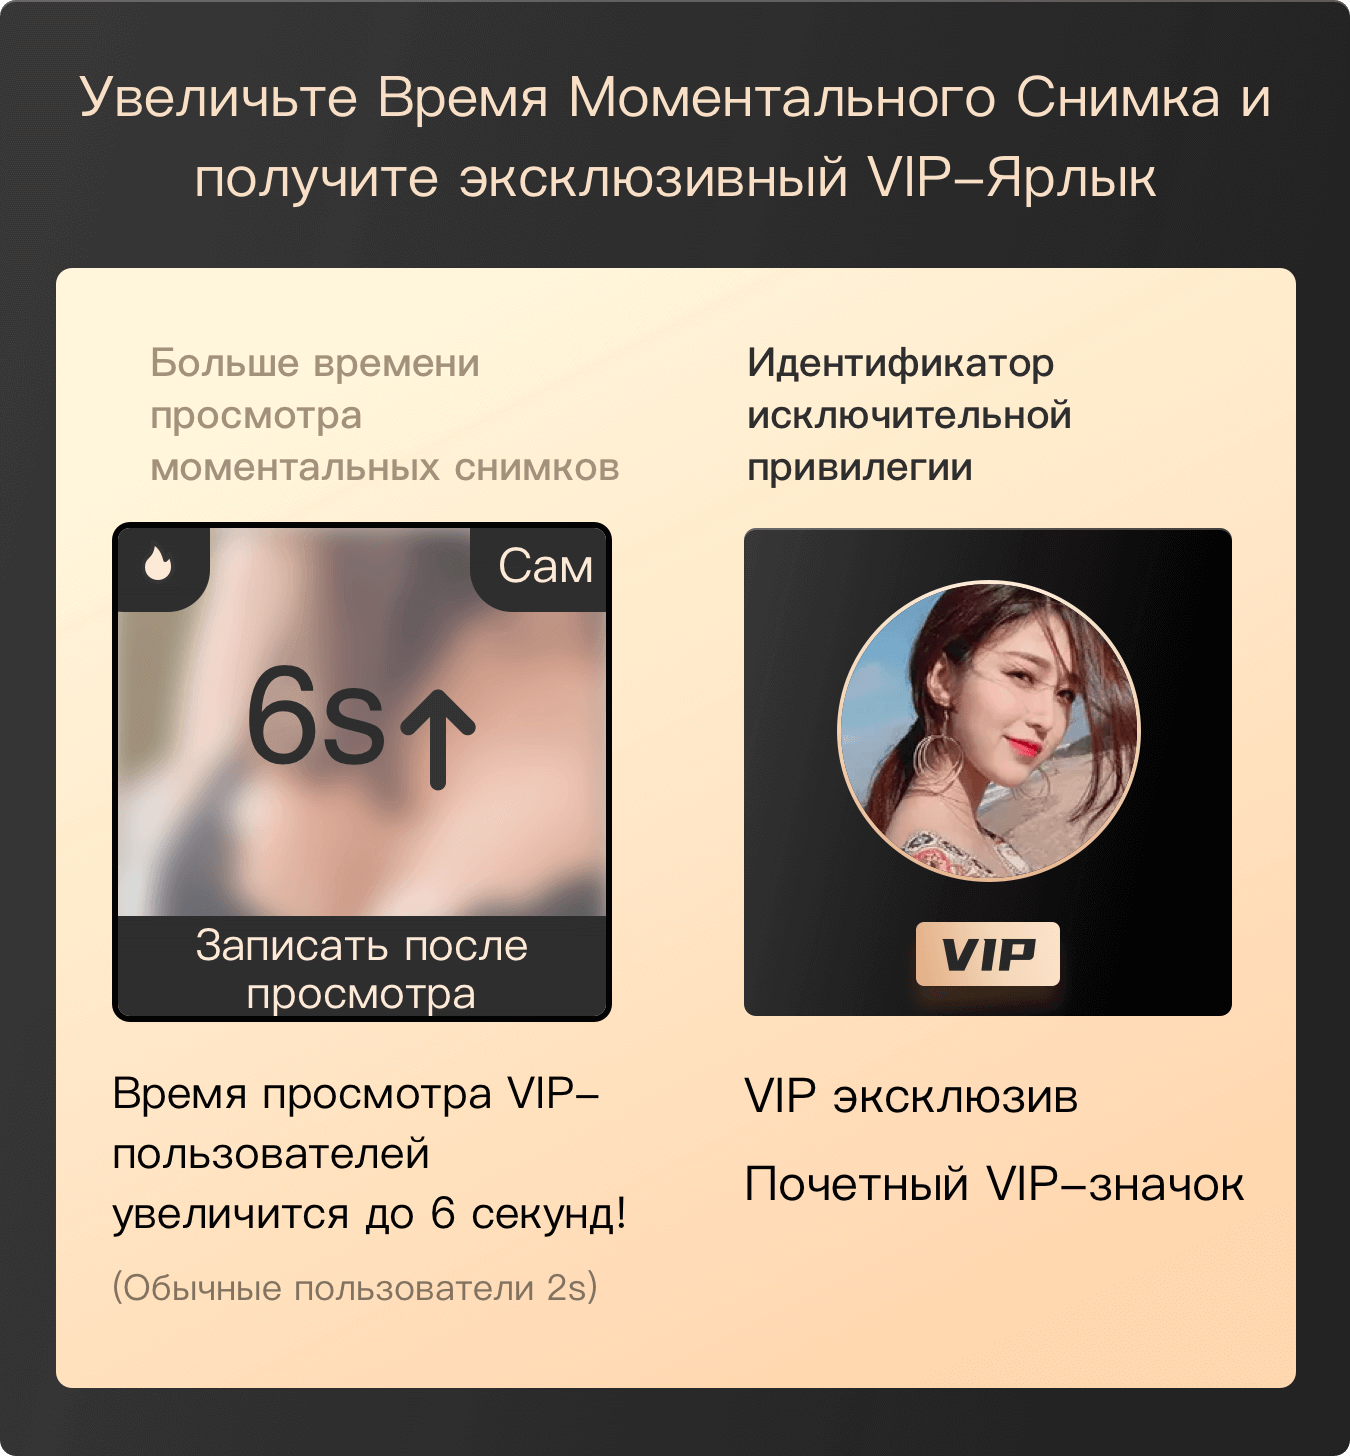 Увеличьте Время Моментального Снимка и
получите эксклюзивный VIP–Ярлык
Больше времени
просмотра
моментальных снимков
Сам
6s
Записать после
просмотра
Время просмотра VIP–
пользователей
увеличится до 6 секунд!
(Обычные пользователи 2s)
Идентификатор
исключительной
привилегии
VIP
VIP эксклюзив
Почетный VIP–значок